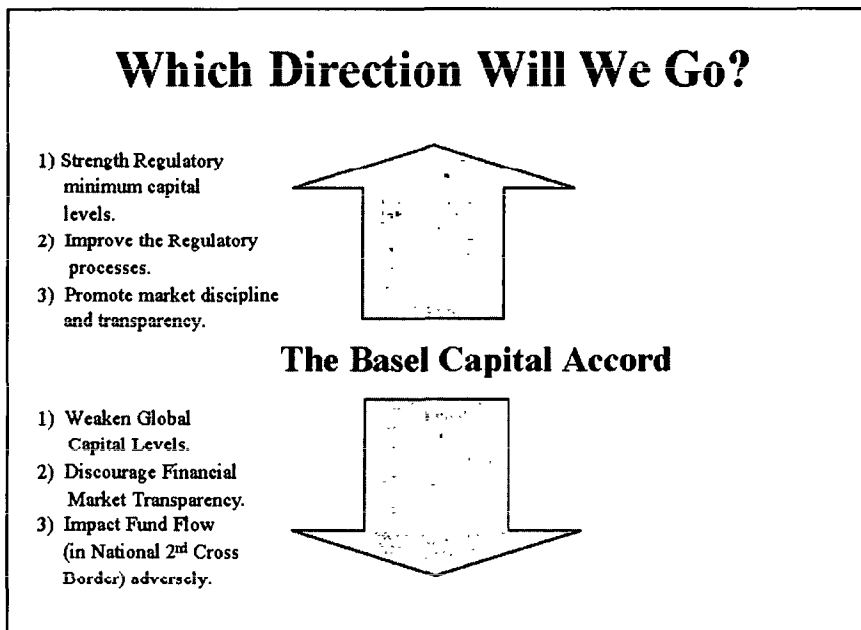 Which Direction Will We Go?
1) Strength Regulatory
minimum capital
levels.
2) Improve the Regulatory
processes.
3) Promote market discipline
and transparency.
The Basel Capital Accord
1) Weaken Global
Capital Levels.
2) Discourage Financial
Market Transparency.
3) Impact Fund Flow
(in National 2nd Cross
Border) adversely.